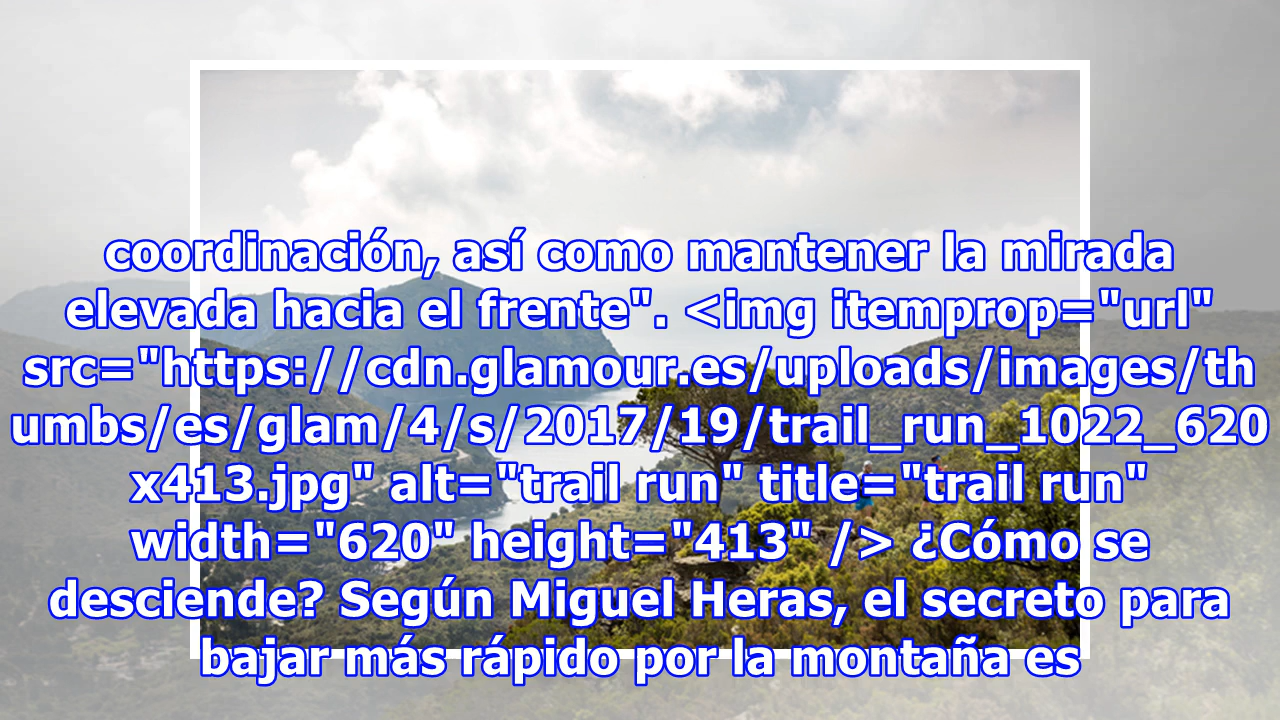 coordinación, así como mantener la mirada
elevada hacia el frente". <img itemprop="url"
src="https://cdn.glamour.es/uploads/images/th
umbs/es/glam/4/s/2017/19/trail_run_1022_620
x413.jpg" alt="trail run" title="trail run"
width="620" height="413" /> ¿Cómo se
desciende? Según Miguel Heras, el secreto para
bajar más rápido por la montaña es